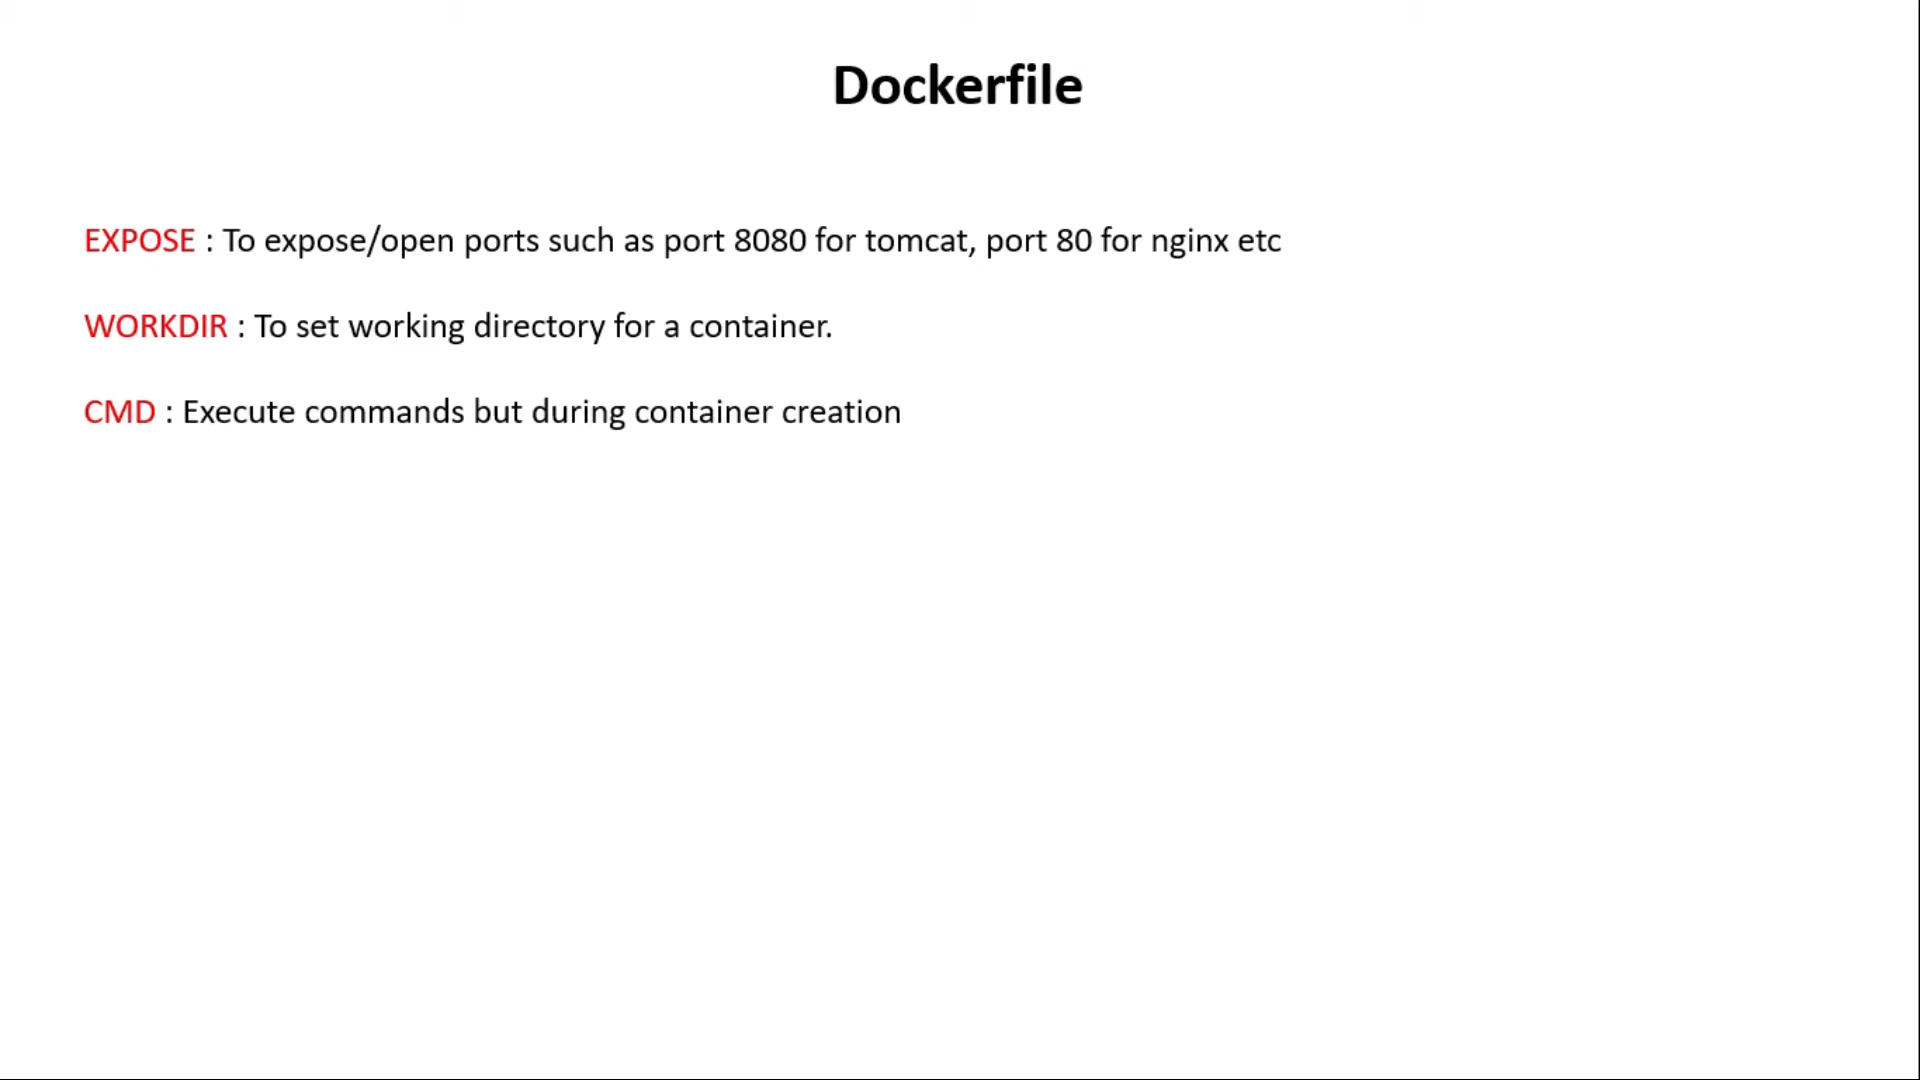 Dockerfile
EXPOSE : To expose/open ports such as port 8080 for tomcat, port 80 for nginx etc
WORKDIR : To set working directory for a container.
CMD : Execute commands but during container creation